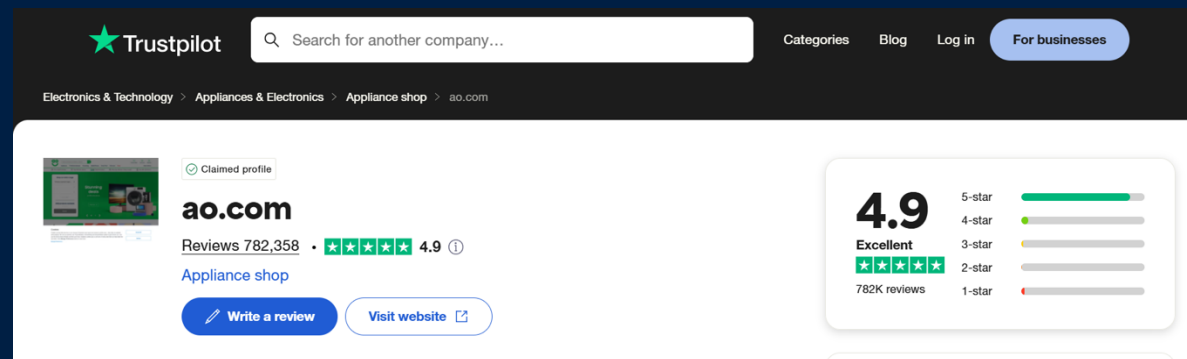 Trustpilot
Search for another company...
Categories Blog Log in For businesses
Electronics & Technology > Appliances & Electronics > Appliance shop > ao.com
Claimed profile
ao.com
Reviews 782,358 • 4.9
Appliance shop
Write a review Visit website
4.9
Excellent
782K reviews
5-star
4-star
3-star
2-star
1-star